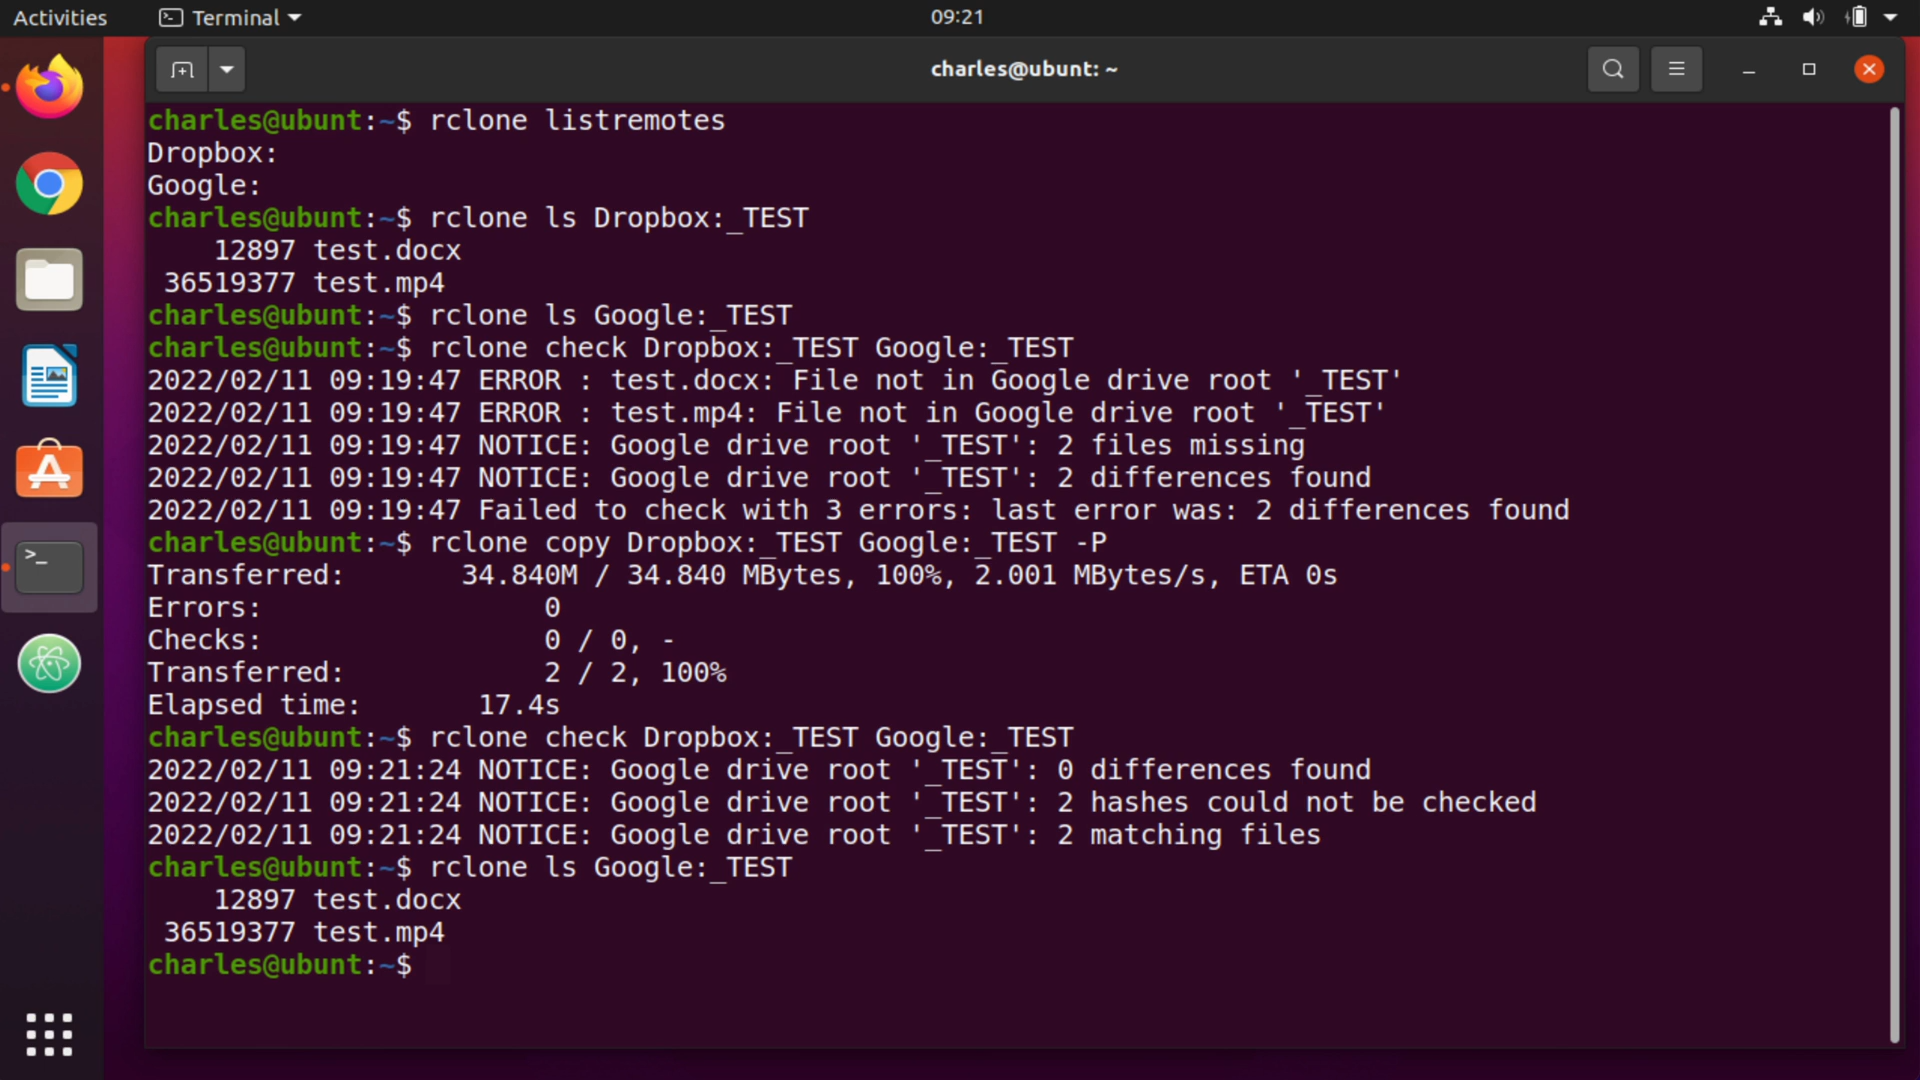 Activities Terminal 09:21
charles@ubunt: ~
charles@ubunt:~$ rclone listremotes
Dropbox:
Google:
charles@ubunt:~$ rclone ls Dropbox:_TEST
    12897 test.docx
 36519377 test.mp4
charles@ubunt:~$ rclone ls Google:_TEST
charles@ubunt:~$ rclone check Dropbox:_TEST Google:_TEST
2022/02/11 09:19:47 ERROR : test.docx: File not in Google drive root '_TEST'
2022/02/11 09:19:47 ERROR : test.mp4: File not in Google drive root '_TEST'
2022/02/11 09:19:47 NOTICE: Google drive root '_TEST': 2 files missing
2022/02/11 09:19:47 NOTICE: Google drive root '_TEST': 2 differences found
2022/02/11 09:19:47 Failed to check with 3 errors: last error was: 2 differences found
charles@ubunt:~$ rclone copy Dropbox:_TEST Google:_TEST -P
Transferred:       34.840M / 34.840 MBytes, 100%, 2.001 MBytes/s, ETA 0s
Errors:                 0
Checks:                 0 / 0, -
Transferred:            2 / 2, 100%
Elapsed time:       17.4s
charles@ubunt:~$ rclone check Dropbox:_TEST Google:_TEST
2022/02/11 09:21:24 NOTICE: Google drive root '_TEST': 0 differences found
2022/02/11 09:21:24 NOTICE: Google drive root '_TEST': 2 hashes could not be checked
2022/02/11 09:21:24 NOTICE: Google drive root '_TEST': 2 matching files
charles@ubunt:~$ rclone ls Google:_TEST
    12897 test.docx
 36519377 test.mp4
charles@ubunt:~$